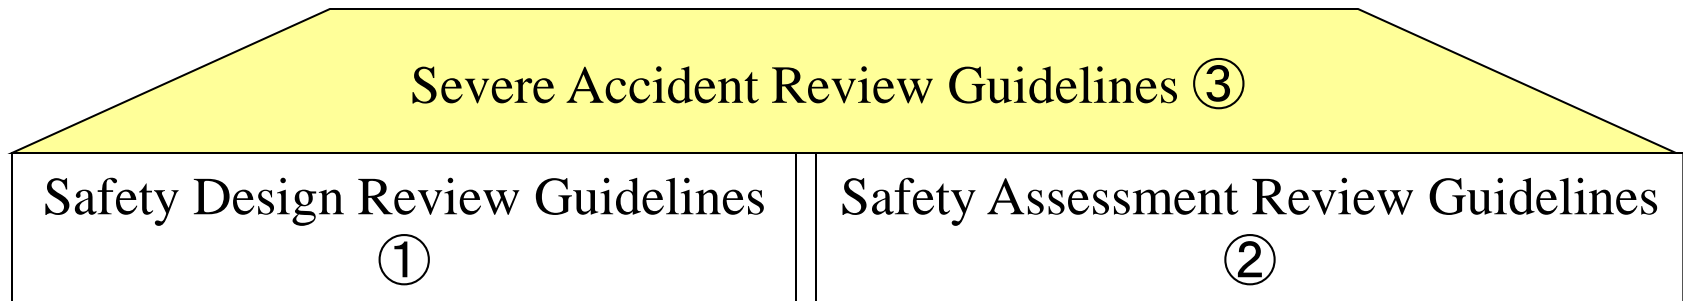 Severe Accident Review Guidelines ③
Safety Design Review Guidelines
①
Safety Assessment Review Guidelines
②